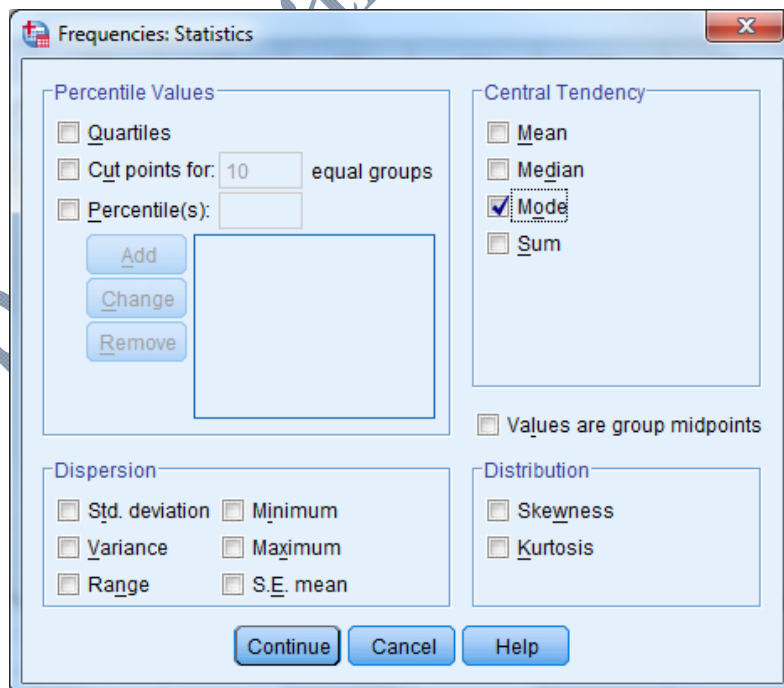 Frequencies: Statistics
Percentile Values
Quartiles
Cut points for: 10 equal groups
Percentile(s):
Add
Change
Remove
Central Tendency
Mean
Median
Mode
Sum
Values are group midpoints
Dispersion
Std. deviation Minimum
Variance Maximum
Range S.E. mean
Distribution
Skewness
Kurtosis
Continue Cancel Help